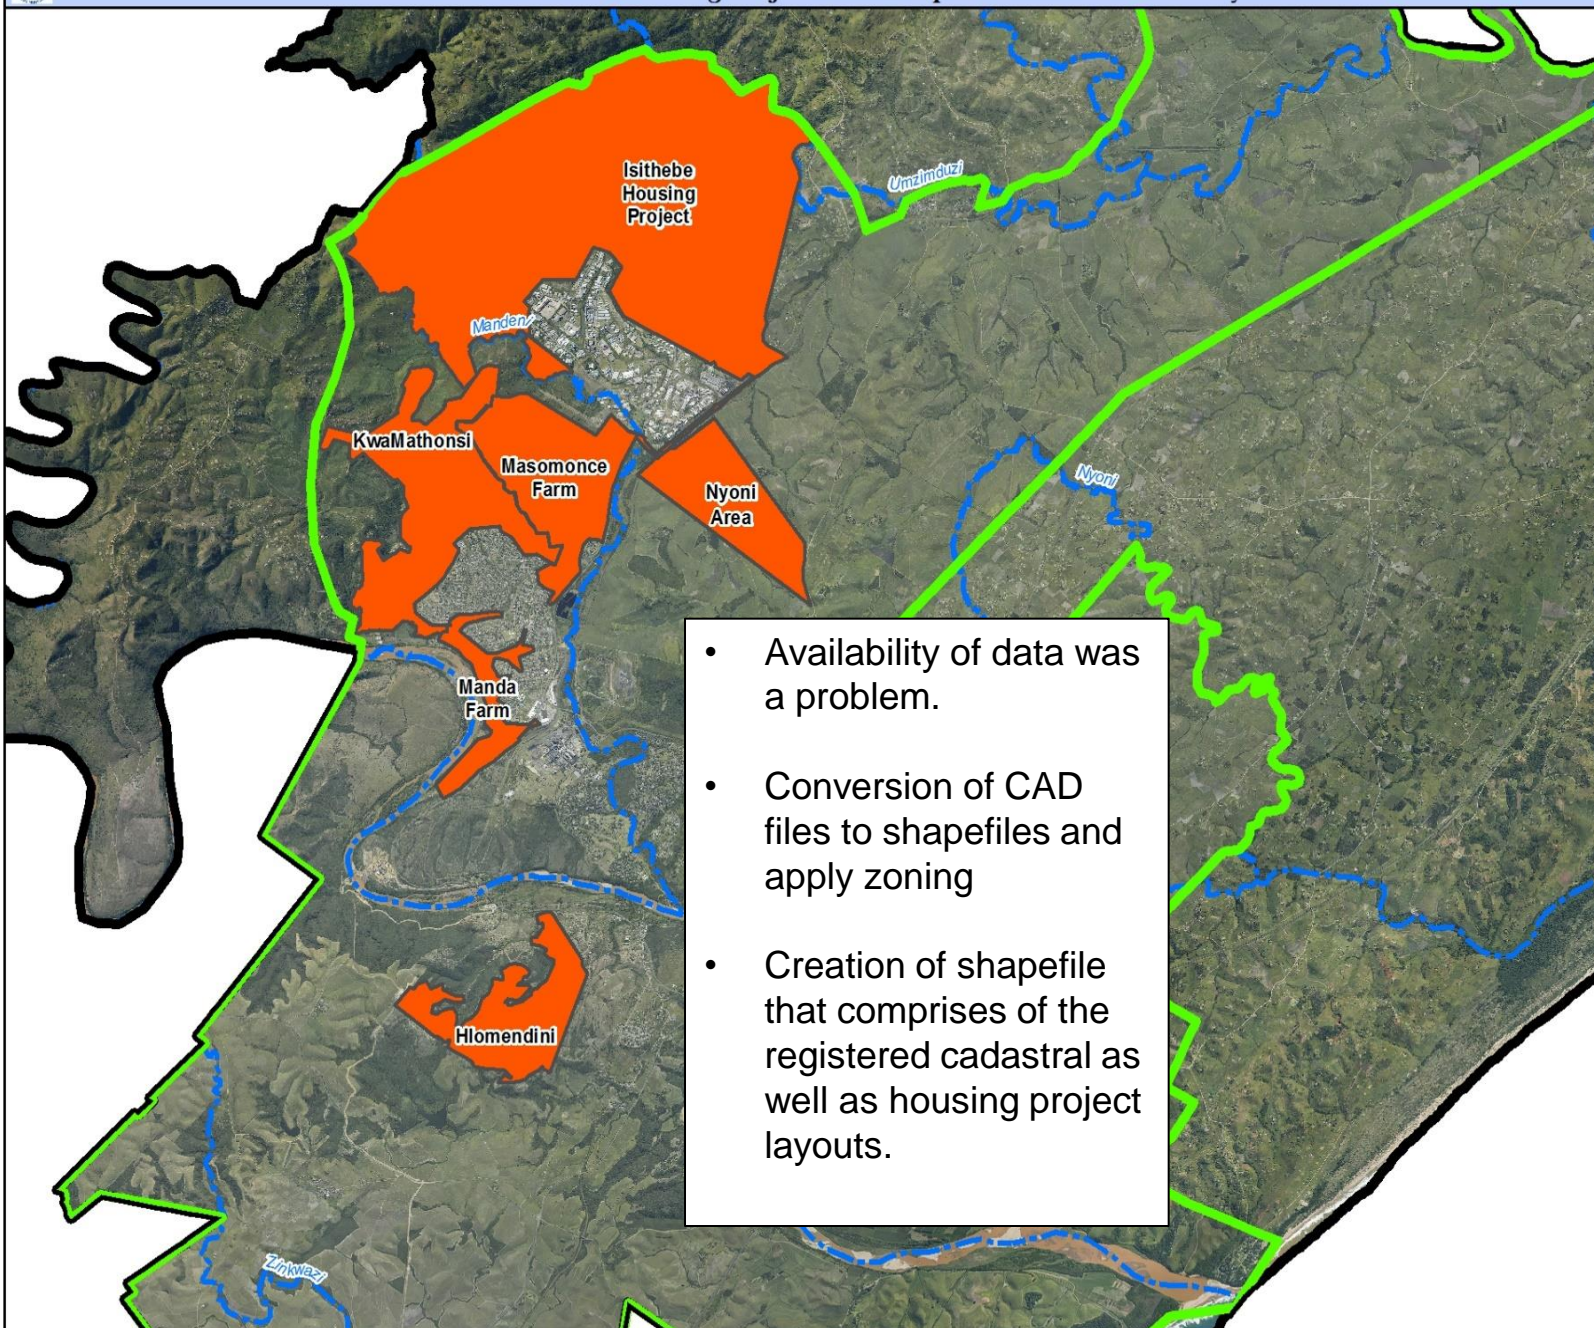 Isithebe
Housing
Project
Umzimduzi
Mandeni
KwaMathonsi
Masomonce
Farm
Nyoni
Area
Nyoni
Manda
Farm
• Availability of data was
a problem.
• Conversion of CAD
files to shapefiles and
apply zoning
• Creation of shapefile
that comprises of the
registered cadastral as
well as housing project
layouts.
Hlomendini
Zinkwazi